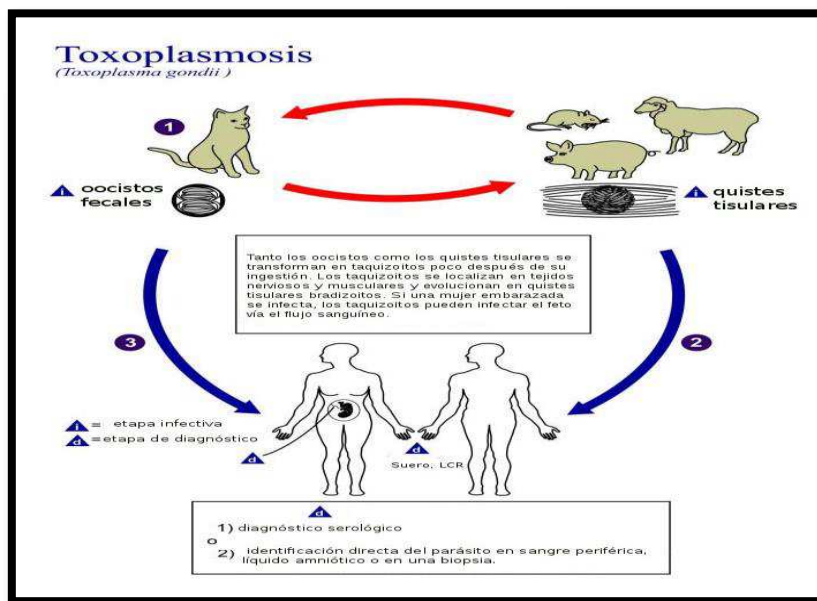 Toxoplasmosis
(Toxoplasma gondii )
1
i oocistos
fecales
i quistes
tisulares
Tanto los oocistos como los quistes tisulares se
transforman en taquizoitos poco después de su
ingestión. Los taquizoitos se localizan en tejidos
nerviosos y musculares y evolucionan en quistes
tisulares bradizoitos. Si una mujer embarazada
se infecta, los taquizoitos pueden infectar el feto
vía el flujo sanguíneo.
3
2
i = etapa infectiva
d =etapa de diagnóstico
d
d
Suero, LCR
d
1) diagnóstico serológico
o
2) identificación directa del parásito en sangre periférica,
líquido amniótico o en una biopsia.